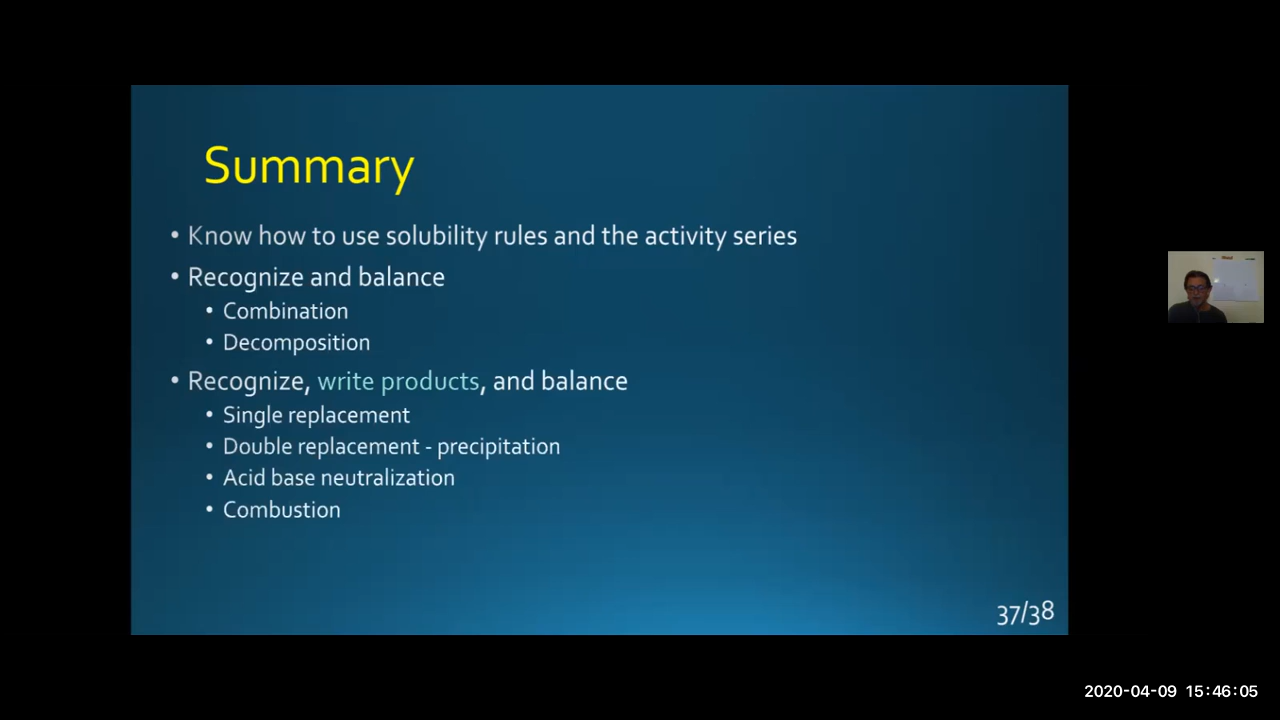 Summary
• Know how to use solubility rules and the activity series
• Recognize and balance
• Combination
• Decomposition
• Recognize, write products, and balance
• Single replacement
• Double replacement - precipitation
• Acid base neutralization
• Combustion
37/38
2020-04-09 15:46:05